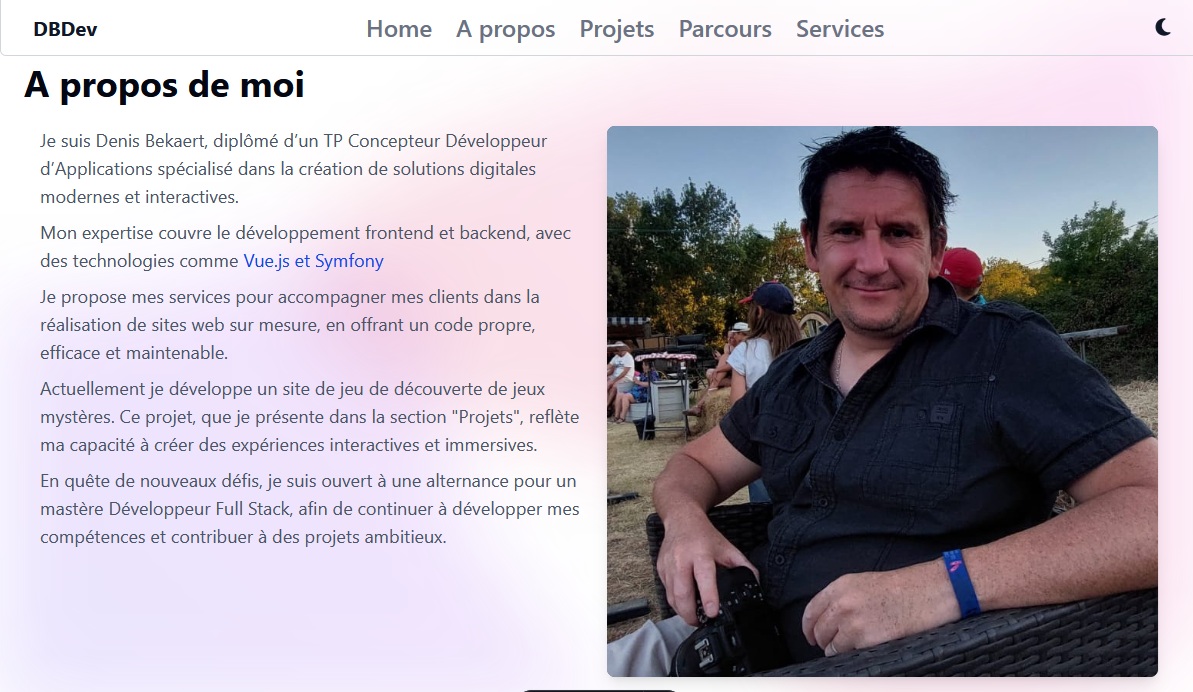 DBDev
Home A propos Projets Parcours Services
A propos de moi
Je suis Denis Bekaert, diplômé d’un TP Concepteur Développeur
d’Applications spécialisé dans la création de solutions digitales
modernes et interactives.
Mon expertise couvre le développement frontend et backend, avec
des technologies comme Vue.js et Symfony
Je propose mes services pour accompagner mes clients dans la
réalisation de sites web sur mesure, en offrant un code propre,
efficace et maintenable.
Actuellement je développe un site de jeu de découverte de jeux
mystères. Ce projet, que je présente dans la section "Projets", reflète
ma capacité à créer des expériences interactives et immersives.
En quête de nouveaux défis, je suis ouvert à une alternance pour un
mastère Développeur Full Stack, afin de continuer à développer mes
compétences et contribuer à des projets ambitieux.